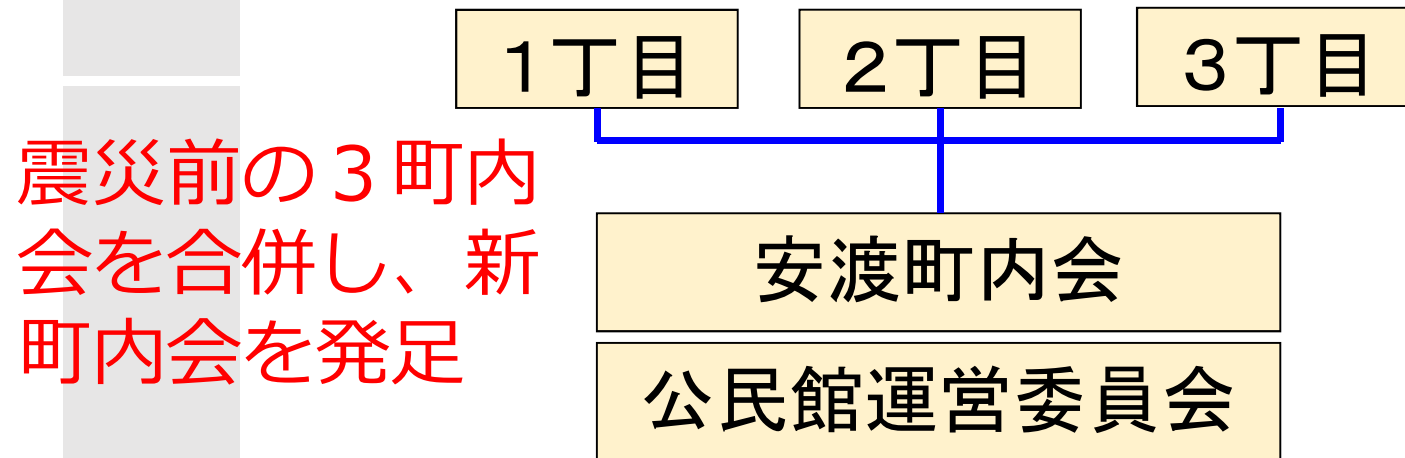 １丁目
２丁目
３丁目
震災前の３町内
会を合併し、新
町内会を発足
安渡町内会
公民館運営委員会